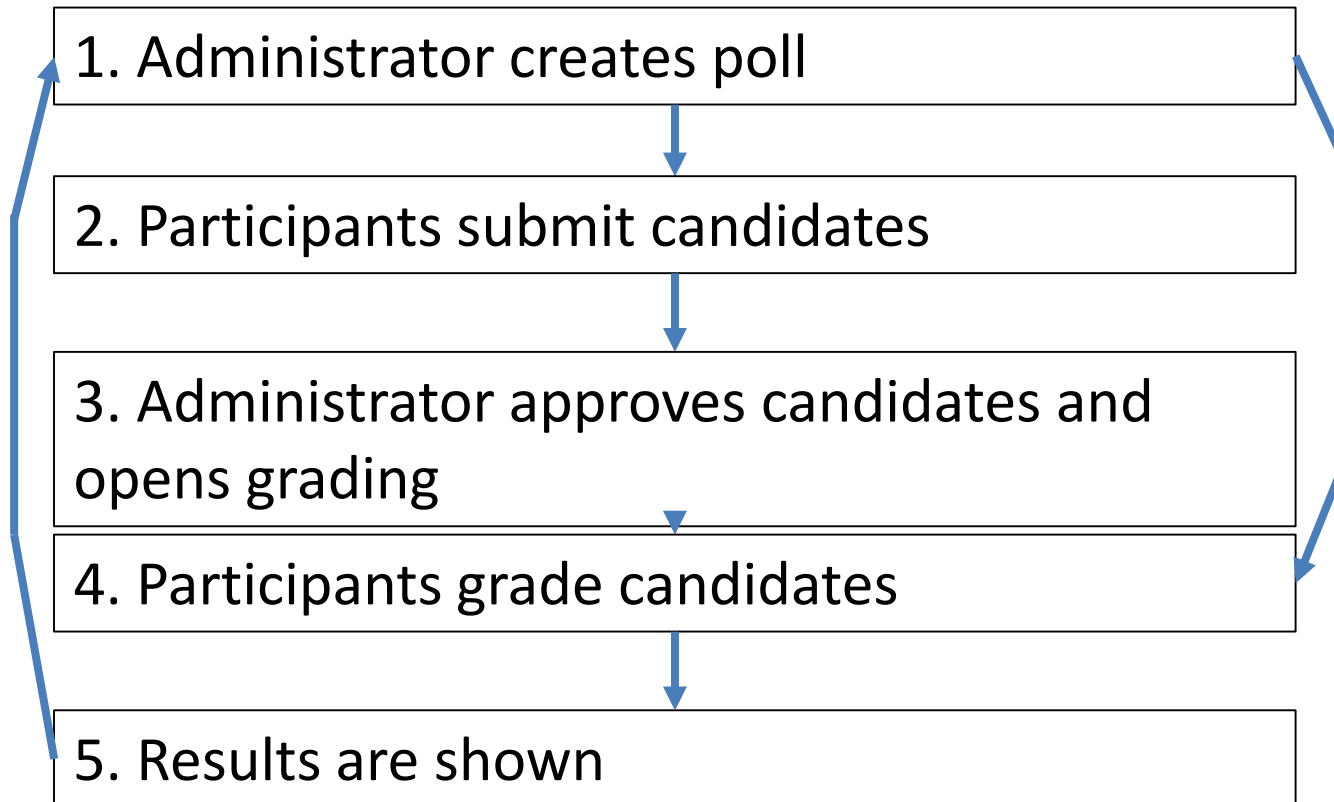 1. Administrator creates poll
2. Participants submit candidates
3. Administrator approves candidates and
opens grading
4. Participants grade candidates
5. Results are shown